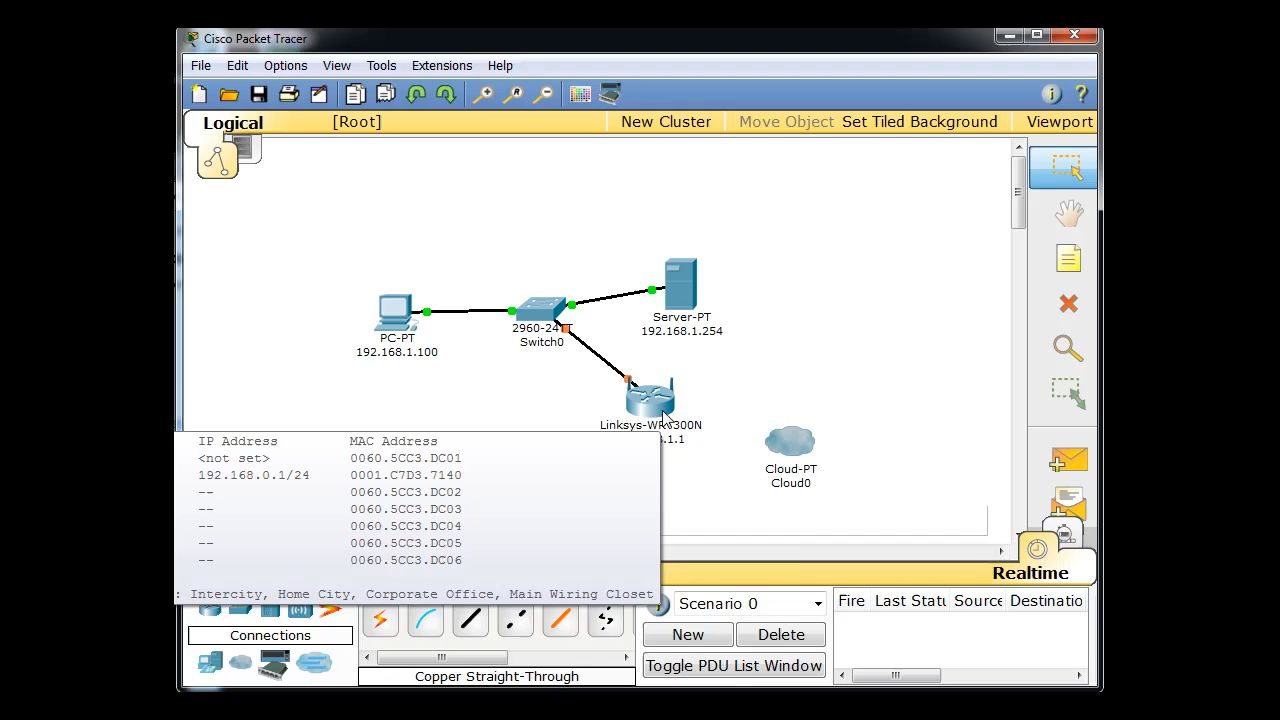 Cisco Packet Tracer
File Edit View Tools Options Extensions Help
Logical [Root] New Cluster Move Object Set Tiled Background Viewport
Server-PT
192.168.1.254
2960-24TT
Switch0
PC-PT
192.168.1.100
Linksys-WRT300N
.1.1
Cloud-PT
Cloud0
IP Address MAC Address
<not set> 0060.5CC3.DC01
192.168.0.1/24 0001.C7D3.7140
-- 0060.5CC3.DC02
-- 0060.5CC3.DC03
-- 0060.5CC3.DC04
-- 0060.5CC3.DC05
-- 0060.5CC3.DC06
: Intercity, Home City, Corporate Office, Main Wiring Closet
Realtime
Scenario 0
Fire Last Statu Source Destinatio
Connections
New Delete
Toggle PDU List Window
Copper Straight-Through